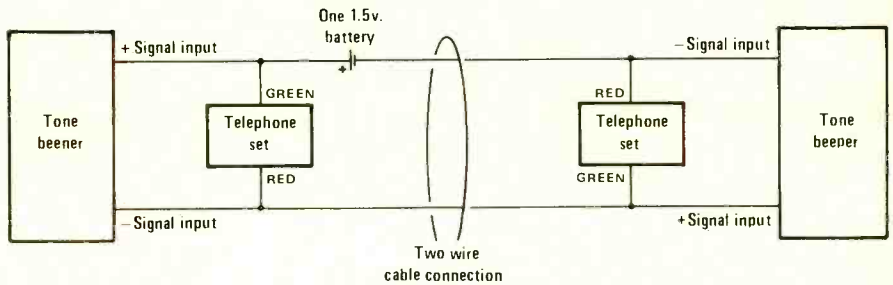 One 1.5v.
battery
+ Signal input
+
– Signal input
GREEN
RED
Tone
beener
Telephone
set
Telephone
set
Tone
beeper
RED
GREEN
– Signal input
+ Signal input
Two wire
cable connection